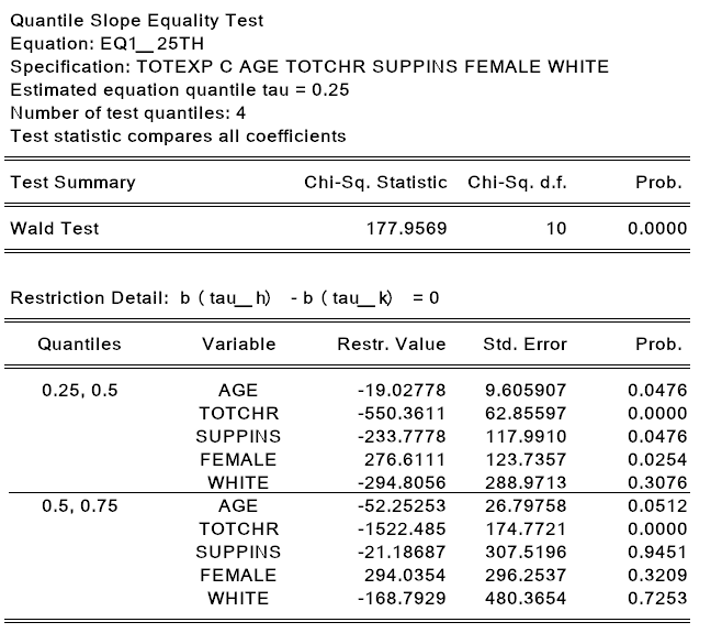 Quantile Slope Equality Test
Equation: EQ1__25TH
Specification: TOTEXP C AGE TOTCHR SUPPINS FEMALE WHITE
Estimated equation quantile tau = 0.25
Number of test quantiles: 4
Test statistic compares all coefficients
Test Summary Chi-Sq. Statistic Chi-Sq. d.f. Prob.
Wald Test 177.9569 10 0.0000
Restriction Detail: b ( tau__h) - b ( tau__k) = 0
Quantiles Variable Restr. Value Std. Error Prob.
0.25, 0.5 AGE -19.02778 9.605907 0.0476
TOTCHR -550.3611 62.85597 0.0000
SUPPINS -233.7778 117.9910 0.0476
FEMALE 276.6111 123.7357 0.0254
WHITE -294.8056 288.9713 0.3076
0.5, 0.75 AGE -52.25253 26.79758 0.0512
TOTCHR -1522.485 174.7721 0.0000
SUPPINS -21.18687 307.5196 0.9451
FEMALE 294.0354 296.2537 0.3209
WHITE -168.7929 480.3654 0.7253